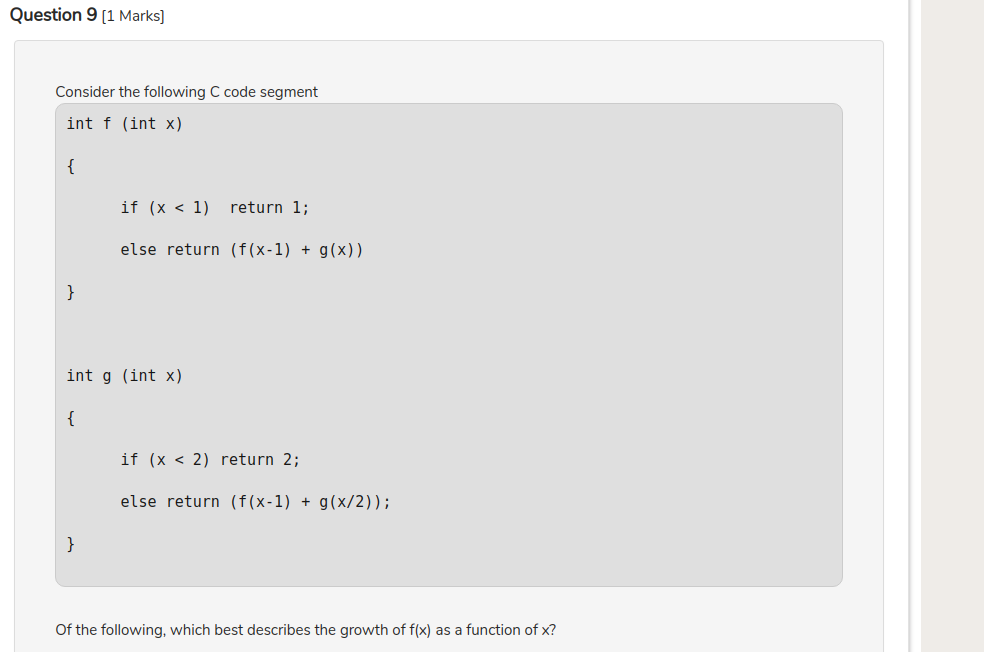 Question 9 [1 Marks]
Consider the following C code segment
int f (int x)
{
if (x < 1)  return 1;
else return (f(x-1) + g(x))
}
int g (int x)
{
if (x < 2) return 2;
else return (f(x-1) + g(x/2));
}
Of the following, which best describes the growth of f(x) as a function of x?